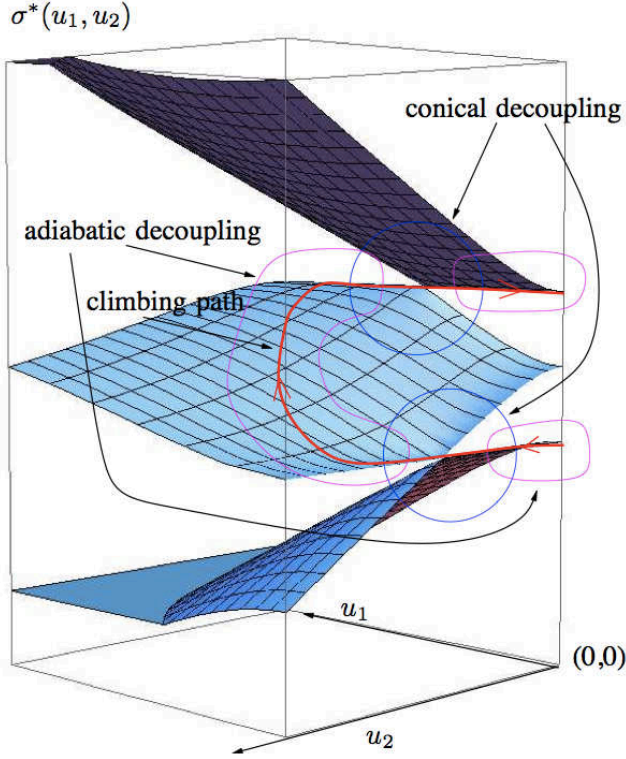 σ*(u₁, u₂)
conical decoupling
adiabatic decoupling
climbing path
u₁
(0,0)
u₂